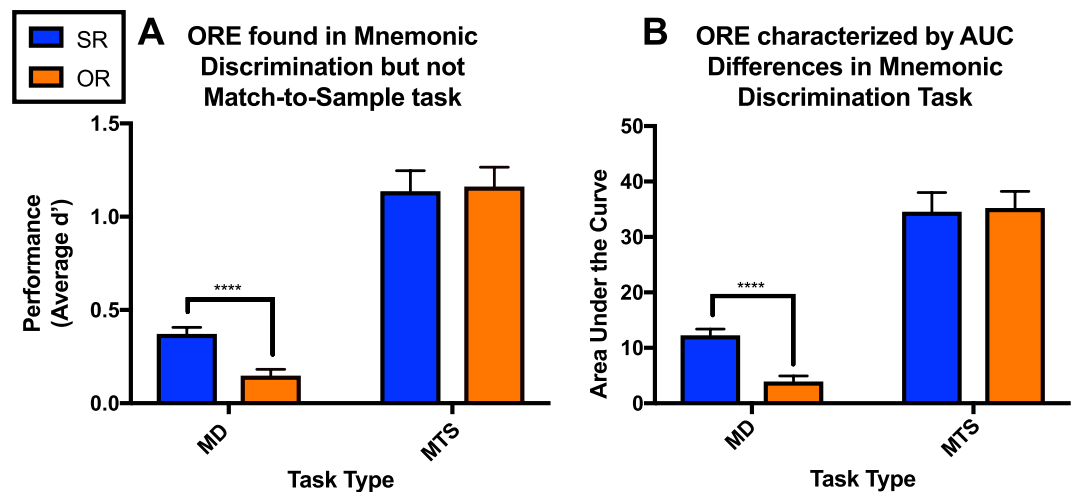 SR
OR
A
ORE found in Mnemonic
Discrimination but not
Match-to-Sample task
Performance
(Average d’)
1.5
1.0
0.5
0.0
****
MD
MTS
Task Type
B
ORE characterized by AUC
Differences in Mnemonic
Discrimination Task
Area Under the Curve
50
40
30
20
10
0
****
MD
MTS
Task Type